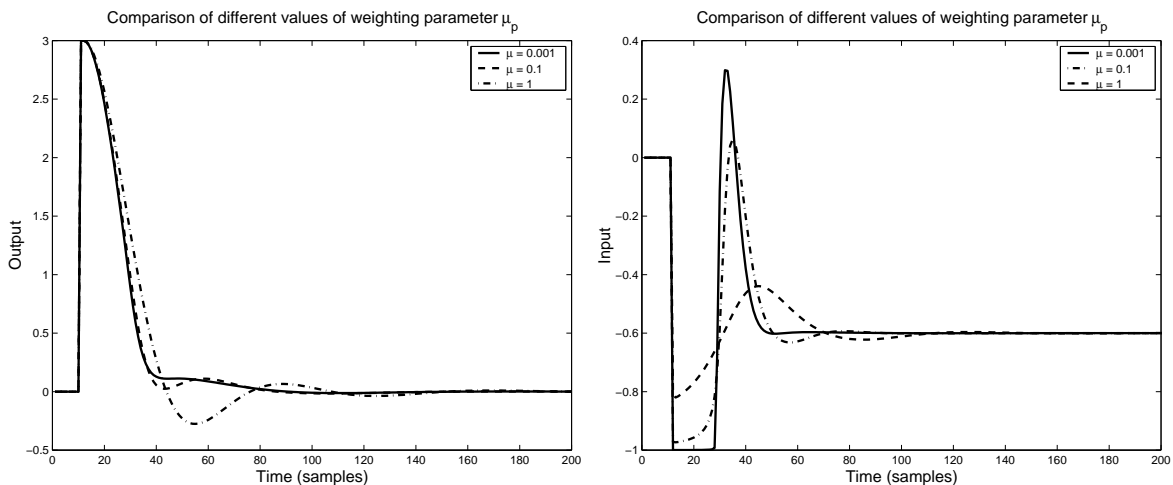 Comparison of different values of weighting parameter μp
3
2.5
2
1.5
1
0.5
0
−0.5
Output
0 20 40 60 80 100 120 140 160 180 200
Time (samples)
μ = 0.001
μ = 0.1
μ = 1
Comparison of different values of weighting parameter μp
0.4
0.2
0
−0.2
−0.4
−0.6
−0.8
−1
Input
0 20 40 60 80 100 120 140 160 180 200
Time (samples)
μ = 0.001
μ = 0.1
μ = 1